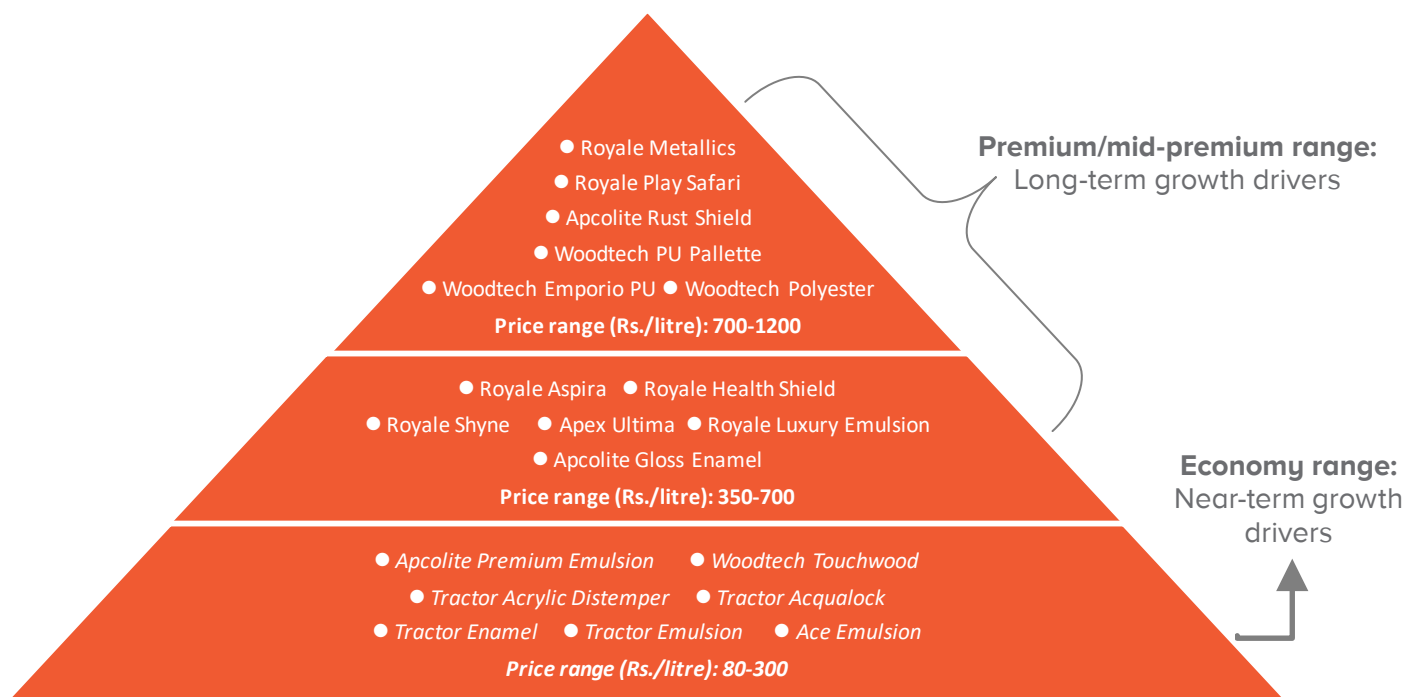 ● Royale Metallics
● Royale Play Safari
● Apcolite Rust Shield
● Woodtech PU Pallette
● Woodtech Emporio PU ● Woodtech Polyester
Price range (Rs./litre): 700-1200
● Royale Aspira ● Royale Health Shield
● Royale Shyne ● Apex Ultima ● Royale Luxury Emulsion
● Apcolite Gloss Enamel
Price range (Rs./litre): 350-700
● Apcolite Premium Emulsion ● Woodtech Touchwood
● Tractor Acrylic Distemper ● Tractor Acqualock
● Tractor Enamel ● Tractor Emulsion ● Ace Emulsion
Price range (Rs./litre): 80-300
Premium/mid-premium range:
Long-term growth drivers
Economy range:
Near-term growth
drivers